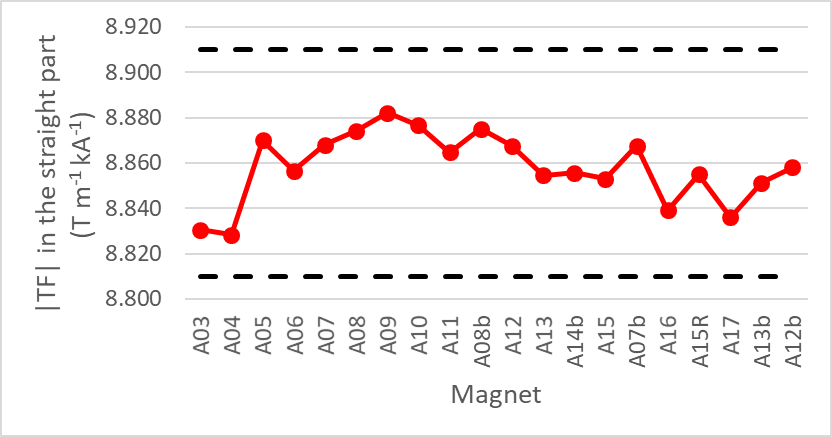 8.920
8.900
8.880
8.860
8.840
8.820
8.800
|TF| in the straight part
(T m⁻¹ kA⁻¹)
A03
A04
A05
A06
A07
A08
A09
A10
A11
A08b
A12
A13
A14b
A15
A07b
A16
A15R
A17
A13b
A12b
Magnet